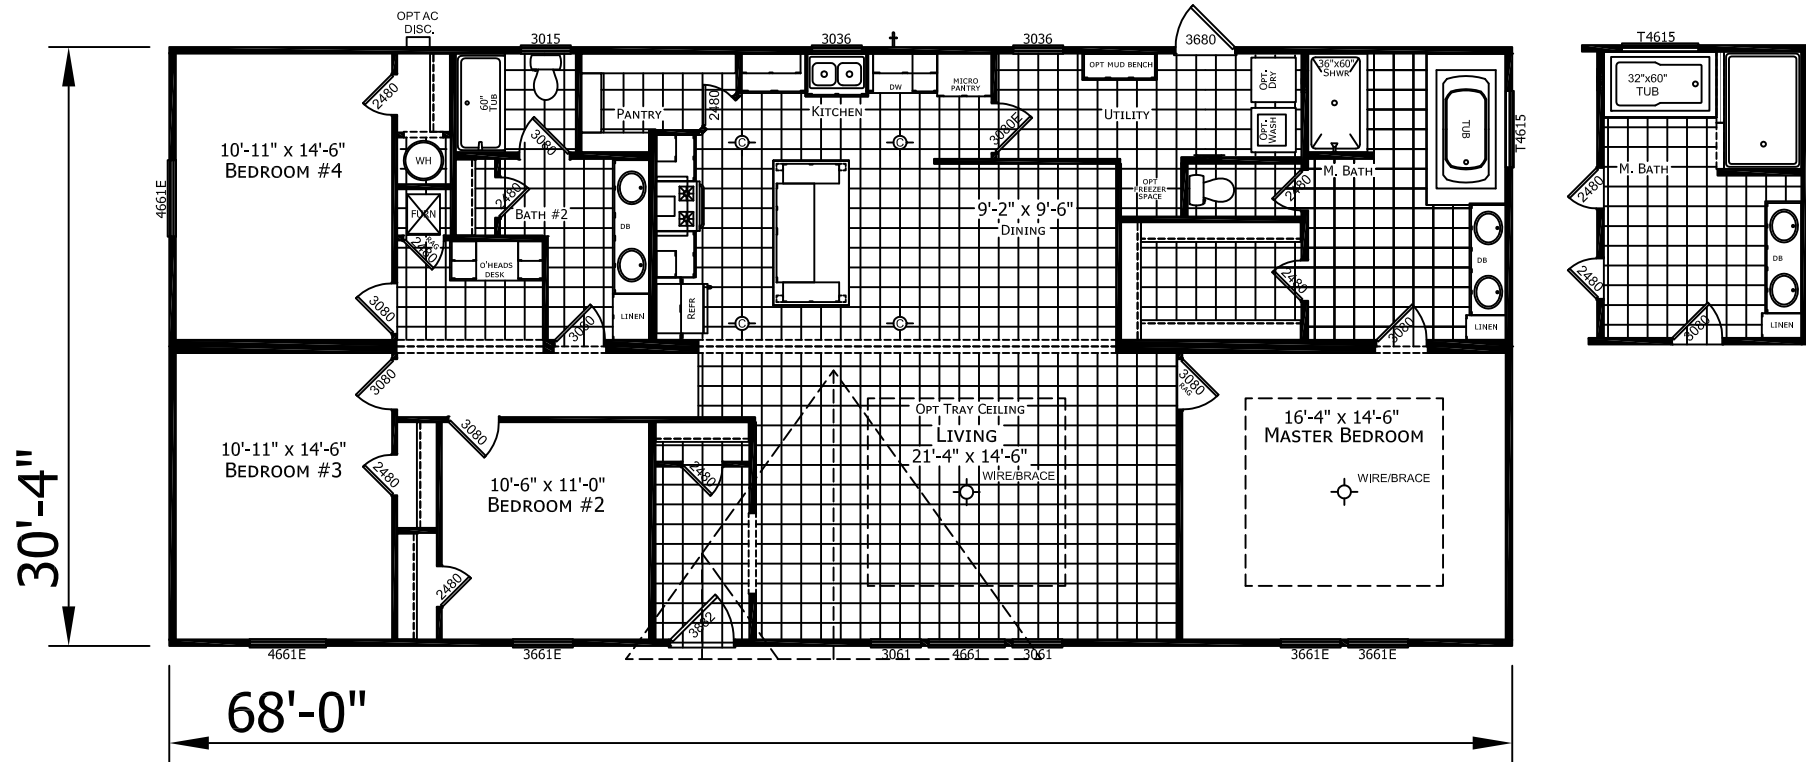 OPT AC
DISC.
3015
3036
3036
3680
T4615
2480
60"
TUB
PANTRY
2480
KITCHEN
DW
MICRO
PANTRY
OPT MUD BENCH
OPT.
DRY
36"x60"
SHWR
32"x60"
TUB
10'-11" x 14'-6"
BEDROOM #4
WH
3080
C
C
3080E
UTILITY
OPT.
WASH
TUB
T4615
M. BATH
M. BATH
4661E
2480
BATH #2
OPT
FREEZER
SPACE
2480
2480
FURN
RAG
2480
DB
9'-2" x 9'-6"
DINING
O'HEADS
DESK
DB
DB
2480
2480
3080
LINEN
3080
REFR
C
C
LINEN
3080
LINEN
3080
30'-4"
3080
3080
RAG
10'-11" x 14'-6"
BEDROOM #3
2480
3080
OPT TRAY CEILING
LIVING
21'-4" x 14'-6"
WIRE/BRACE
16'-4" x 14'-6"
MASTER BEDROOM
WIRE/BRACE
10'-6" x 11'-0"
BEDROOM #2
2480
2480
3882
4661E
3661E
3061
4661
3061
3661E
3661E
68'-0"